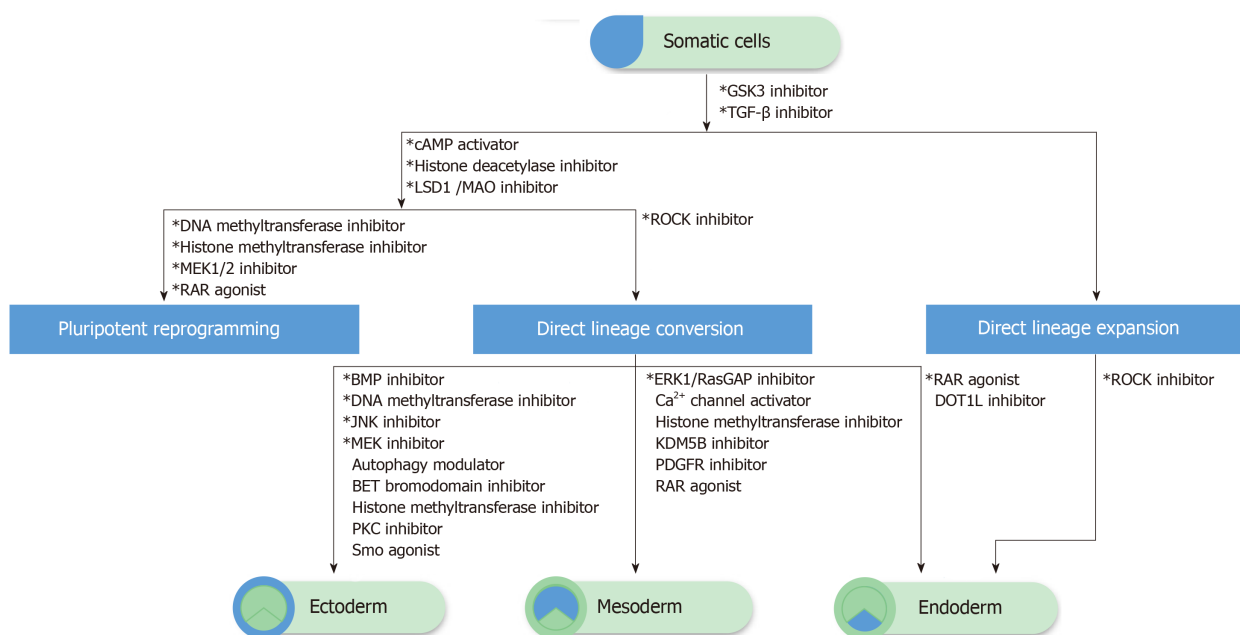 Somatic cells
*GSK3 inhibitor
*TGF-β inhibitor
*cAMP activator
*Histone deacetylase inhibitor
*LSD1 /MAO inhibitor
*DNA methyltransferase inhibitor
*Histone methyltransferase inhibitor
*MEK1/2 inhibitor
*RAR agonist
*ROCK inhibitor
Pluripotent reprogramming
Direct lineage conversion
Direct lineage expansion
*BMP inhibitor
*DNA methyltransferase inhibitor
*JNK inhibitor
*MEK inhibitor
Autophagy modulator
BET bromodomain inhibitor
Histone methyltransferase inhibitor
PKC inhibitor
Smo agonist
*ERK1/RasGAP inhibitor
Ca²⁺ channel activator
Histone methyltransferase inhibitor
KDM5B inhibitor
PDGFR inhibitor
RAR agonist
*RAR agonist
DOT1L inhibitor
*ROCK inhibitor
Ectoderm
Mesoderm
Endoderm